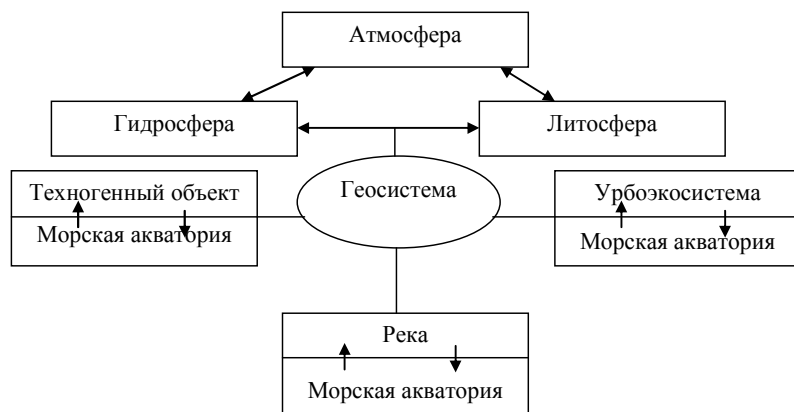 Атмосфера
Гидросфера
Литосфера
Техногенный объект
Морская акватория
Геосистема
Урбоэкосистема
Морская акватория
Река
Морская акватория